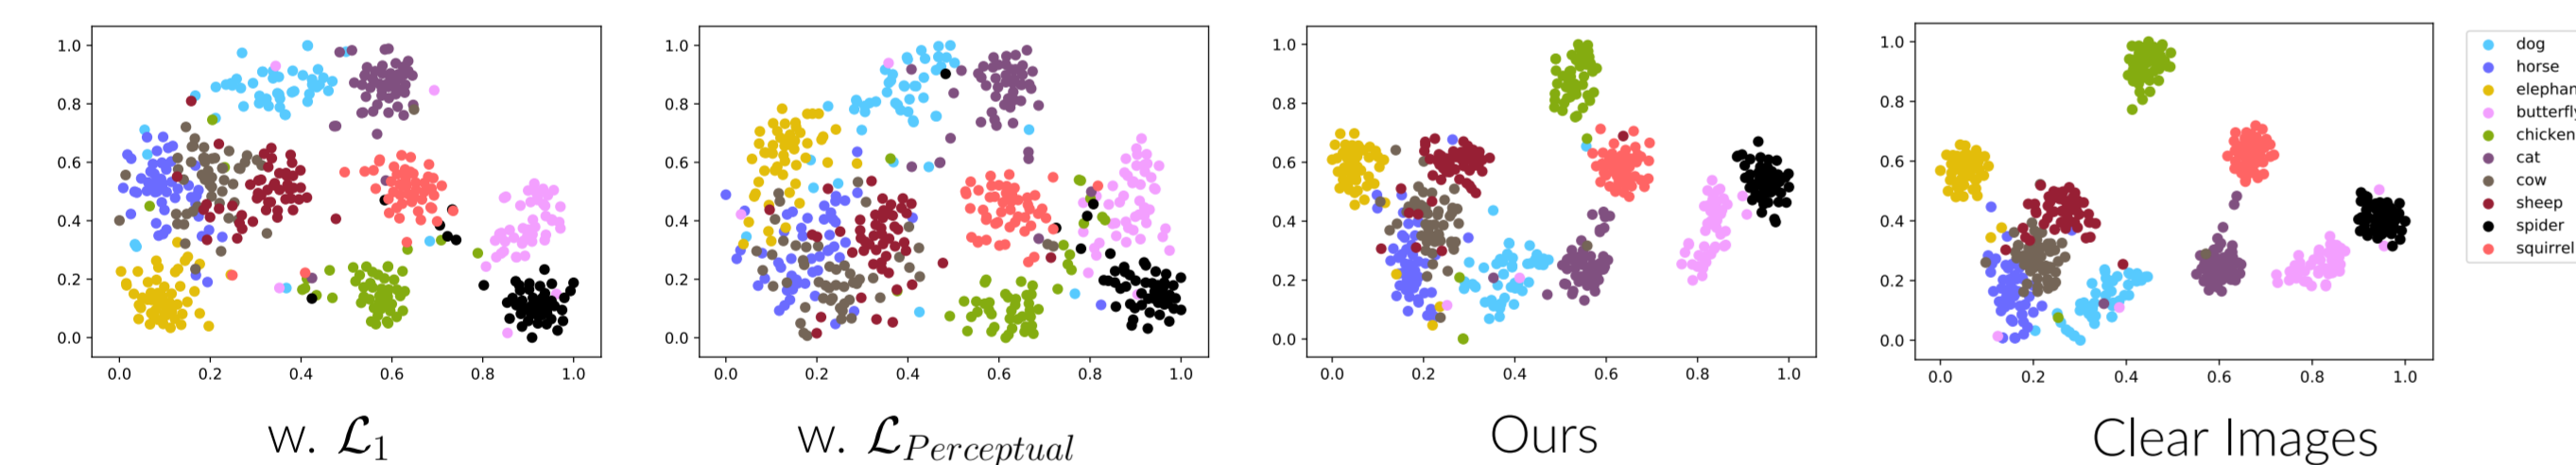 1.0
0.8
0.6
0.4
0.2
0.0
0.0 0.2 0.4 0.6 0.8 1.0
w. ℒ1
1.0
0.8
0.6
0.4
0.2
0.0
0.0 0.2 0.4 0.6 0.8 1.0
w. ℒPerceptual
1.0
0.8
0.6
0.4
0.2
0.0
0.0 0.2 0.4 0.6 0.8 1.0
Ours
1.0
0.8
0.6
0.4
0.2
0.0
0.0 0.2 0.4 0.6 0.8 1.0
Clear Images
dog
horse
elephan
butterfly
chicken
cat
cow
sheep
spider
squirrel